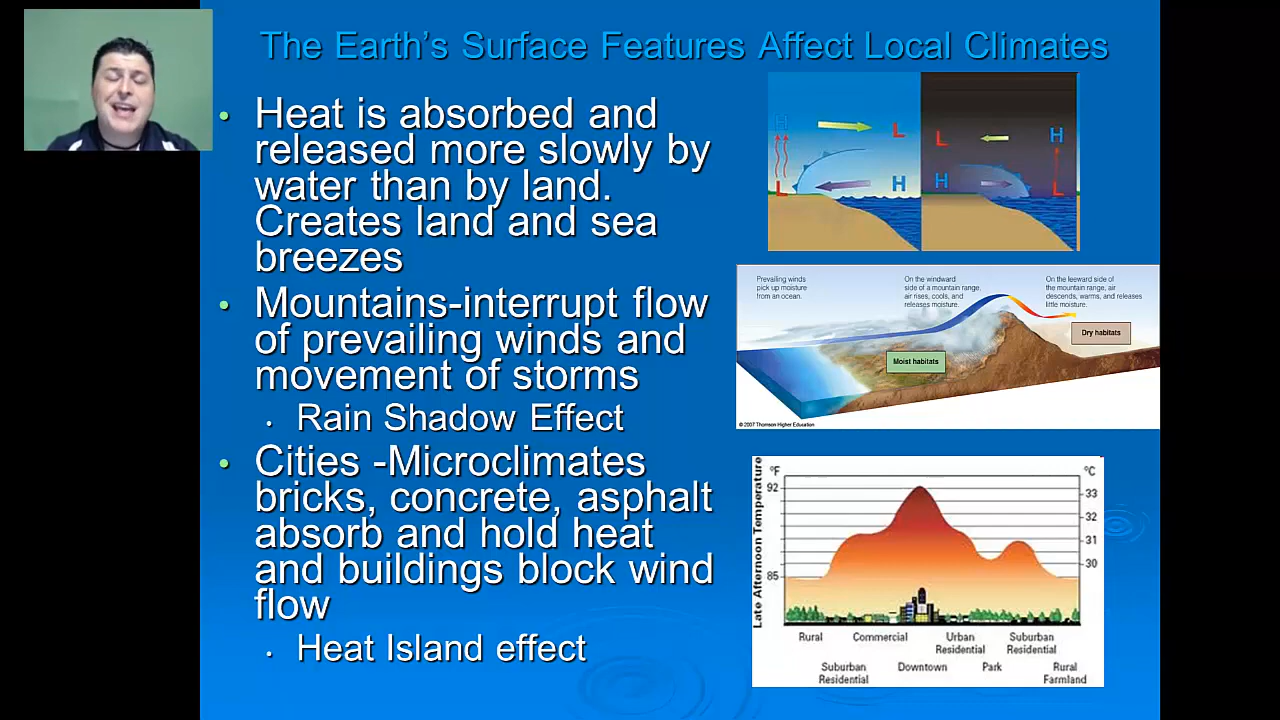 The Earth's Surface Features Affect Local Climates
• Heat is absorbed and
released more slowly by
water than by land.
Creates land and sea
breezes
• Mountains-interrupt flow
of prevailing winds and
movement of storms
• Rain Shadow Effect
• Cities -Microclimates
bricks, concrete, asphalt
absorb and hold heat
and buildings block wind
flow
• Heat Island effect
H L L H
L H H L
Prevailing winds
pick up moisture
from an ocean.
On the windward
side of a mountain range,
air rises, cools, and
releases moisture.
On the leeward side of
the mountain range, air
descends, warms, and releases
little moisture.
Dry habitats
Moist habitats
© 2007 Thomson Higher Education
Late Afternoon Temperature
°F
92
85
°C
33
32
31
30
Rural
Suburban
Residential
Commercial
Downtown
Urban
Residential
Park
Suburban
Residential
Rural
Farmland